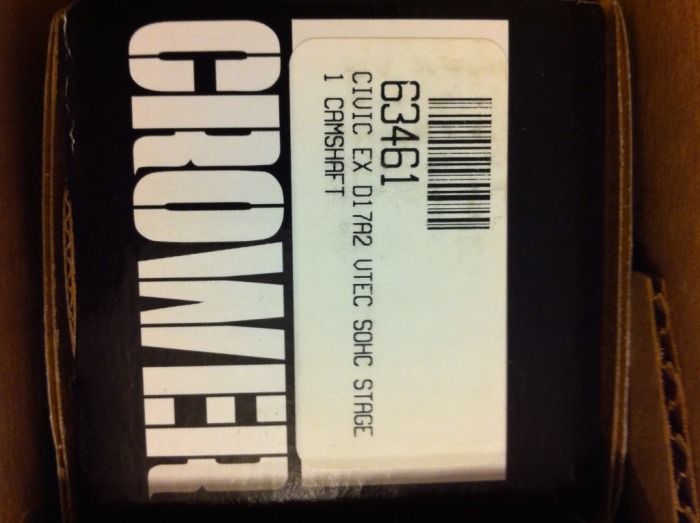 63461
CIVIC EX D17A2 VTEC SOHC STAGE
1 CAMSHAFT
CROWER